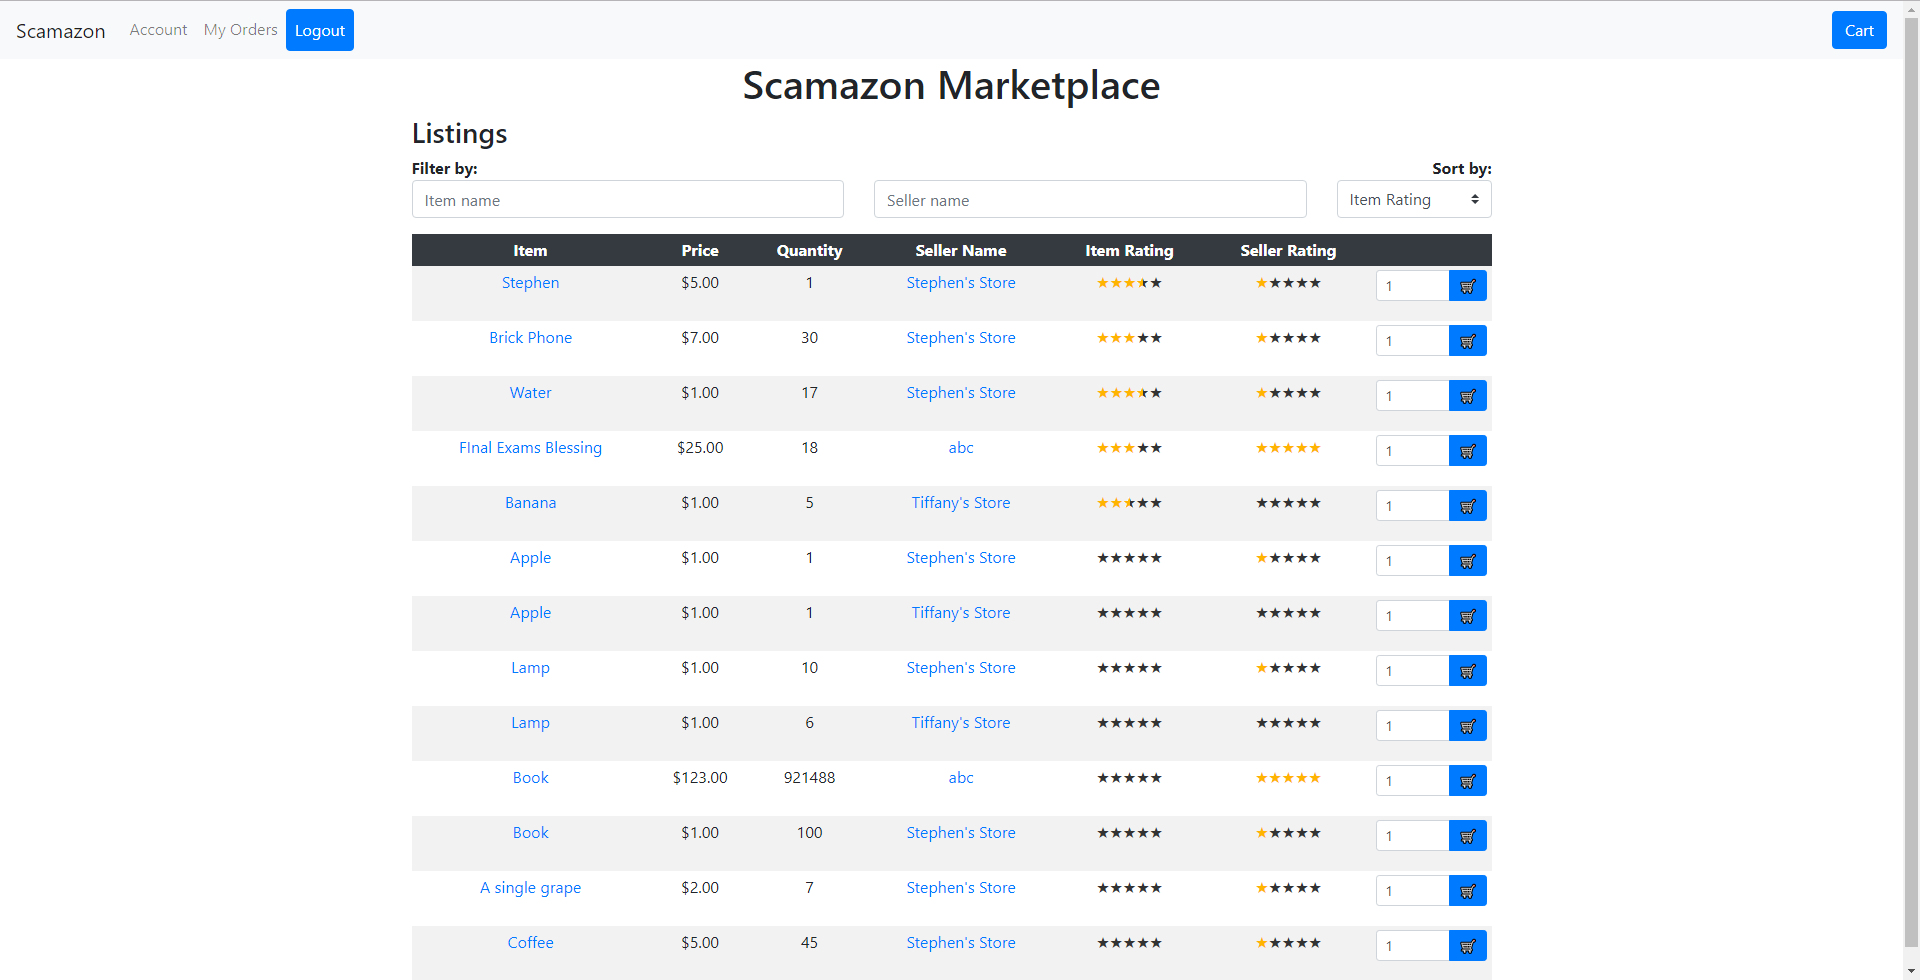 Scamazon Account My Orders Logout Cart
Scamazon Marketplace
Listings
Filter by: Sort by:
Item name Seller name Item Rating
Item Price Quantity Seller Name Item Rating Seller Rating
Stephen $5.00 1 Stephen's Store ★★★★★ ★★★★★ 1
Brick Phone $7.00 30 Stephen's Store ★★★★★ ★★★★★ 1
Water $1.00 17 Stephen's Store ★★★★★ ★★★★★ 1
FInal Exams Blessing $25.00 18 abc ★★★★★ ★★★★★ 1
Banana $1.00 5 Tiffany's Store ★★★★★ ★★★★★ 1
Apple $1.00 1 Stephen's Store ★★★★★ ★★★★★ 1
Apple $1.00 1 Tiffany's Store ★★★★★ ★★★★★ 1
Lamp $1.00 10 Stephen's Store ★★★★★ ★★★★★ 1
Lamp $1.00 6 Tiffany's Store ★★★★★ ★★★★★ 1
Book $123.00 921488 abc ★★★★★ ★★★★★ 1
Book $1.00 100 Stephen's Store ★★★★★ ★★★★★ 1
A single grape $2.00 7 Stephen's Store ★★★★★ ★★★★★ 1
Coffee $5.00 45 Stephen's Store ★★★★★ ★★★★★ 1